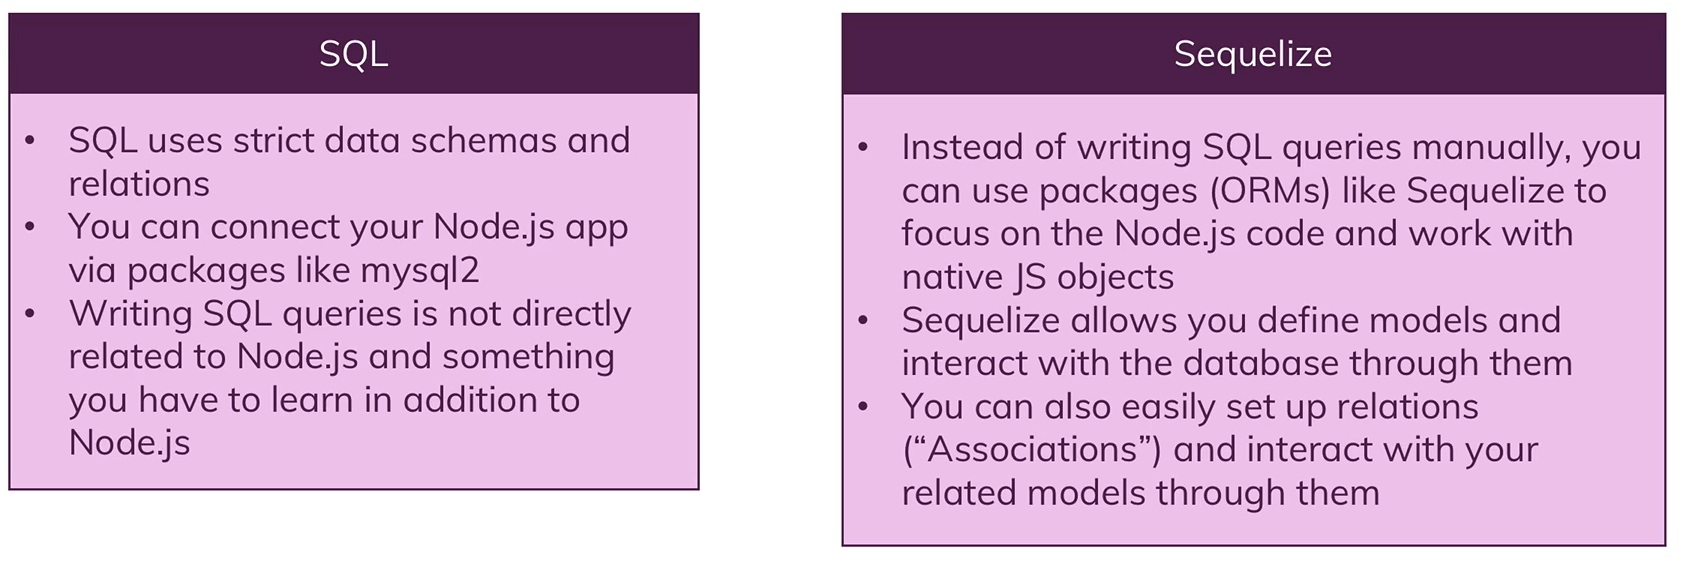 SQL
• SQL uses strict data schemas and
relations
• You can connect your Node.js app
via packages like mysql2
• Writing SQL queries is not directly
related to Node.js and something
you have to learn in addition to
Node.js
Sequelize
• Instead of writing SQL queries manually, you
can use packages (ORMs) like Sequelize to
focus on the Node.js code and work with
native JS objects
• Sequelize allows you define models and
interact with the database through them
• You can also easily set up relations
(“Associations”) and interact with your
related models through them